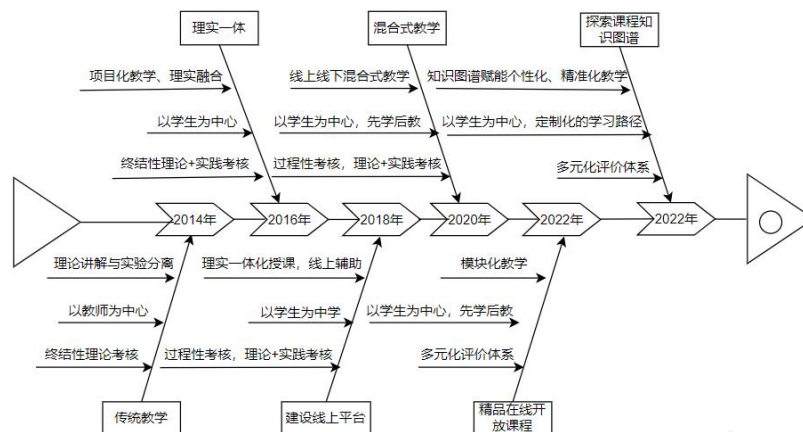 理实一体
混合式教学
探索课程知
识图谱
项目化教学、理实融合
线上线下混合式教学
知识图谱赋能个性化、精准化教学
以学生为中心
以学生为中心，先学后教
以学生为中心，定制化的学习路径
终结性理论+实践考核
过程性考核，理论+实践考核
多元化评价体系
2014年
2016年
2018年
2020年
2022年
2022年
理论讲解与实验分离
理实一体化授课，线上辅助
模块化教学
以教师为中心
以学生为中学
以学生为中心，先学后教
终结性理论考核
过程性考核，理论+实践考核
多元化评价体系
传统教学
建设线上平台
精品在线开
放课程